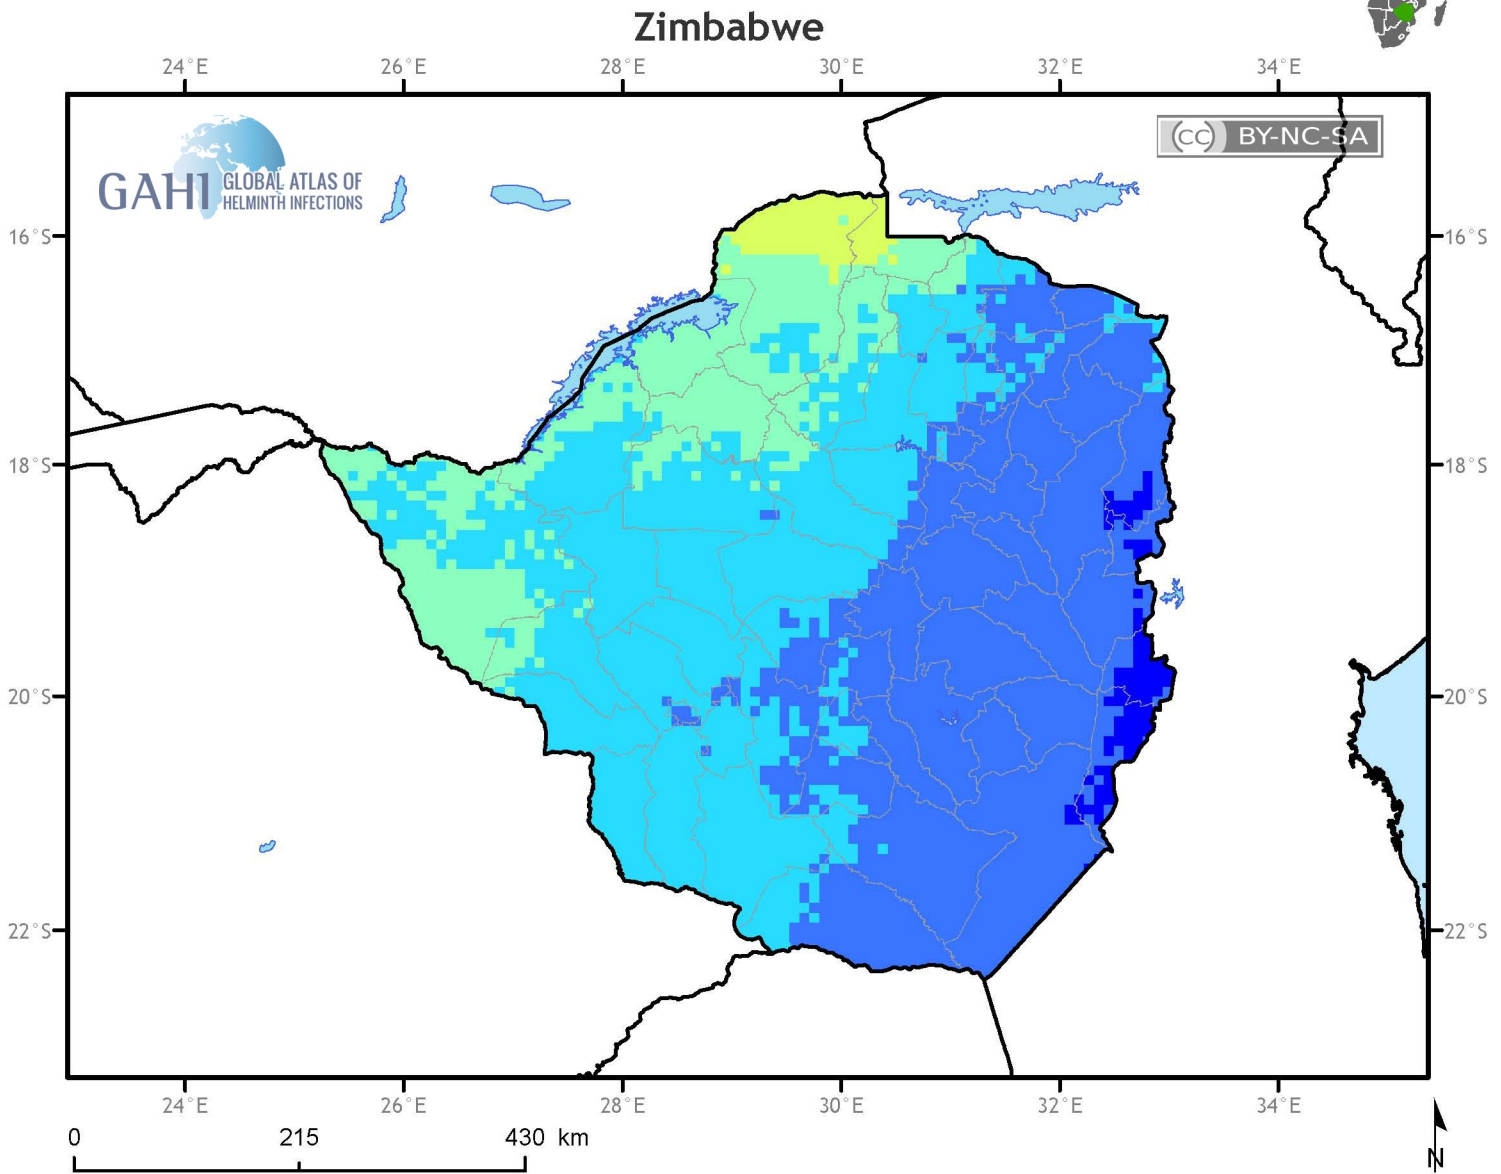 Zimbabwe
24°E 26°E 28°E 30°E 32°E 34°E
GAHI GLOBAL ATLAS OF
HELMINTH INFECTIONS
(cc) BY-NC-SA
16°S 16°S
18°S 18°S
20°S 20°S
22°S 22°S
24°E 26°E 28°E 30°E 32°E 34°E
0 215 430 km
N